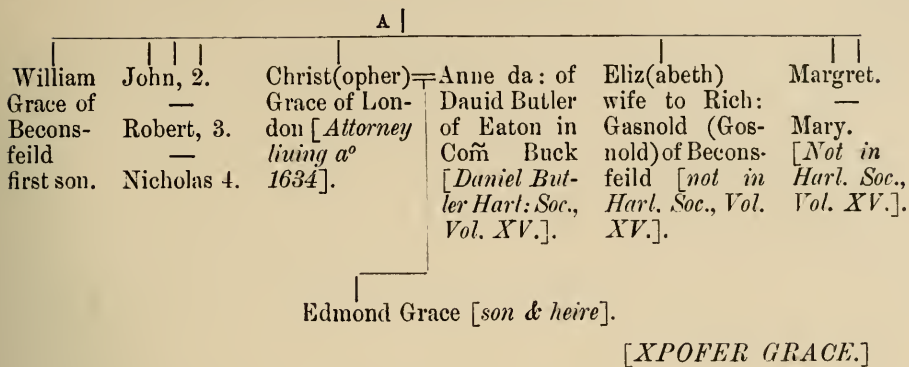 A
William
Grace of
Becons-
feild
first son.
John, 2.
—
Robert, 3.
—
Nicholas 4.
Christ(opher)
Grace of Lon-
don [Attorney
liuing aº
1634].
Anne da: of
Dauid Butler
of Eaton in
Com̃ Buck
[Daniel But-
ler Harl: Soc.,
Vol. XV.].
Eliz(abeth)
wife to Rich:
Gasnold (Gos-
nold) of Becons-
feild [not in
Harl. Soc., Vol.
XV.].
Margret.
—
Mary.
[Not in
Harl. Soc.,
Vol. XV.].
Edmond Grace [son & heire].
[XPOFER GRACE.]